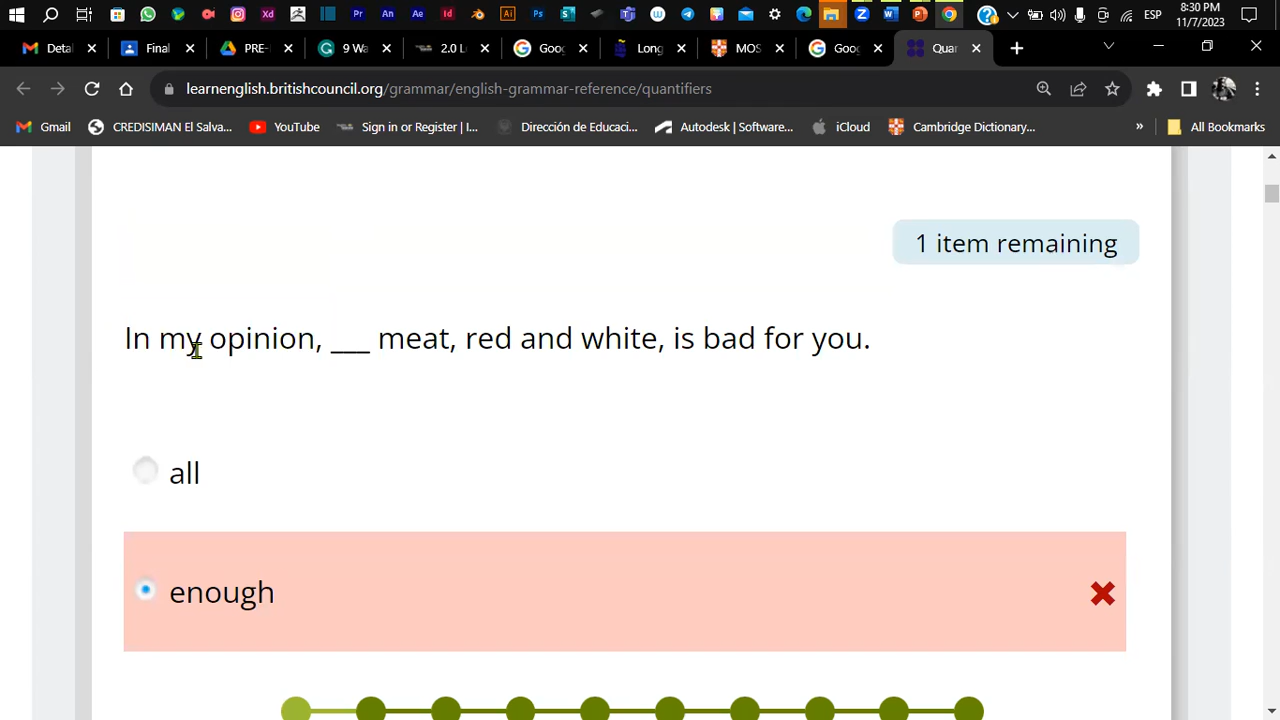 ESP
8:30 PM
11/7/2023
Detal
Final
PRE-
9 Wa
2.0 L
Goog
Long
MOS
Goog
Quar
learnenglish.britishcouncil.org/grammar/english-grammar-reference/quantifiers
Gmail
CREDISIMAN El Salva...
YouTube
Sign in or Register | I...
Dirección de Educaci...
Autodesk | Software...
iCloud
Cambridge Dictionary...
»
All Bookmarks
1 item remaining
In my opinion, ___ meat, red and white, is bad for you.
all
enough